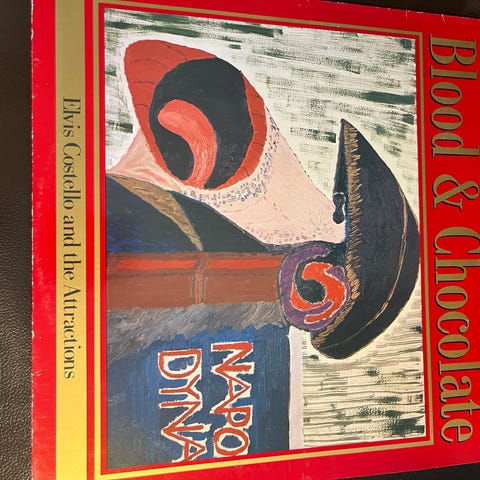 Blood & Chocolate
NAPO
DYNA
Elvis Costello and the Attractions